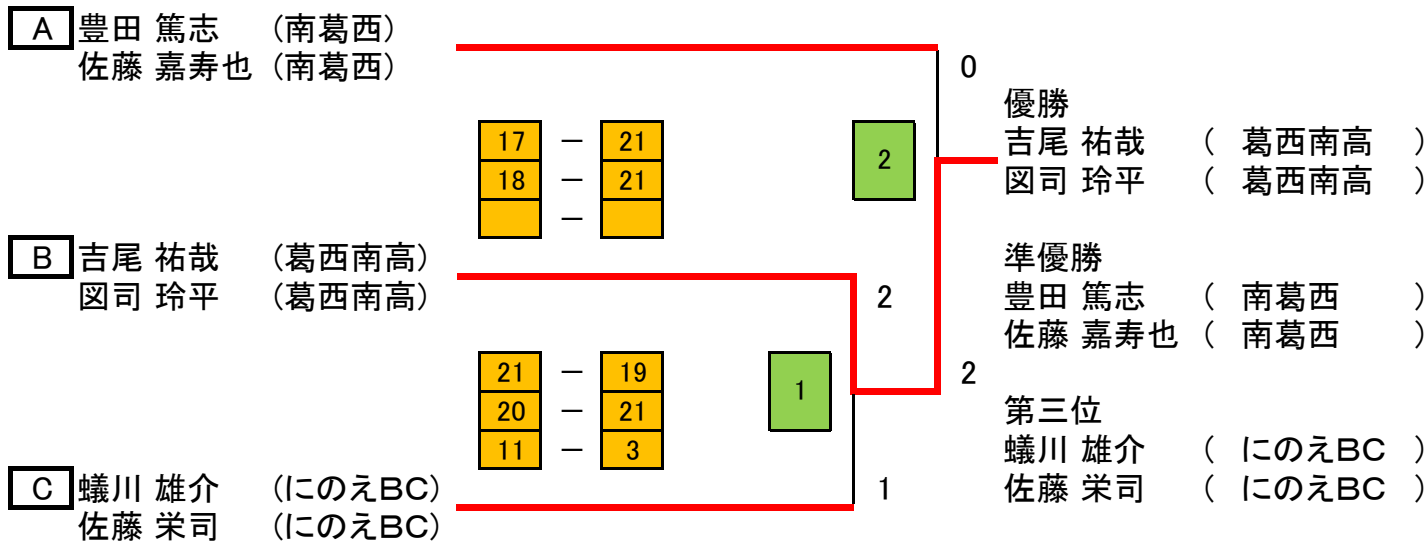 A 豊田 篤志 (南葛西)
佐藤 嘉寿也 (南葛西)
0
17 － 21
18 － 21
－
2
B 吉尾 祐哉 (葛西南高)
図司 玲平 (葛西南高)
2
21 － 19
20 － 21
11 － 3
1
2
C 蟻川 雄介 (にのえBC)
佐藤 栄司 (にのえBC)
1
優勝
吉尾 祐哉 ( 葛西南高 )
図司 玲平 ( 葛西南高 )
準優勝
豊田 篤志 ( 南葛西 )
佐藤 嘉寿也 ( 南葛西 )
第三位
蟻川 雄介 ( にのえBC )
佐藤 栄司 ( にのえBC )